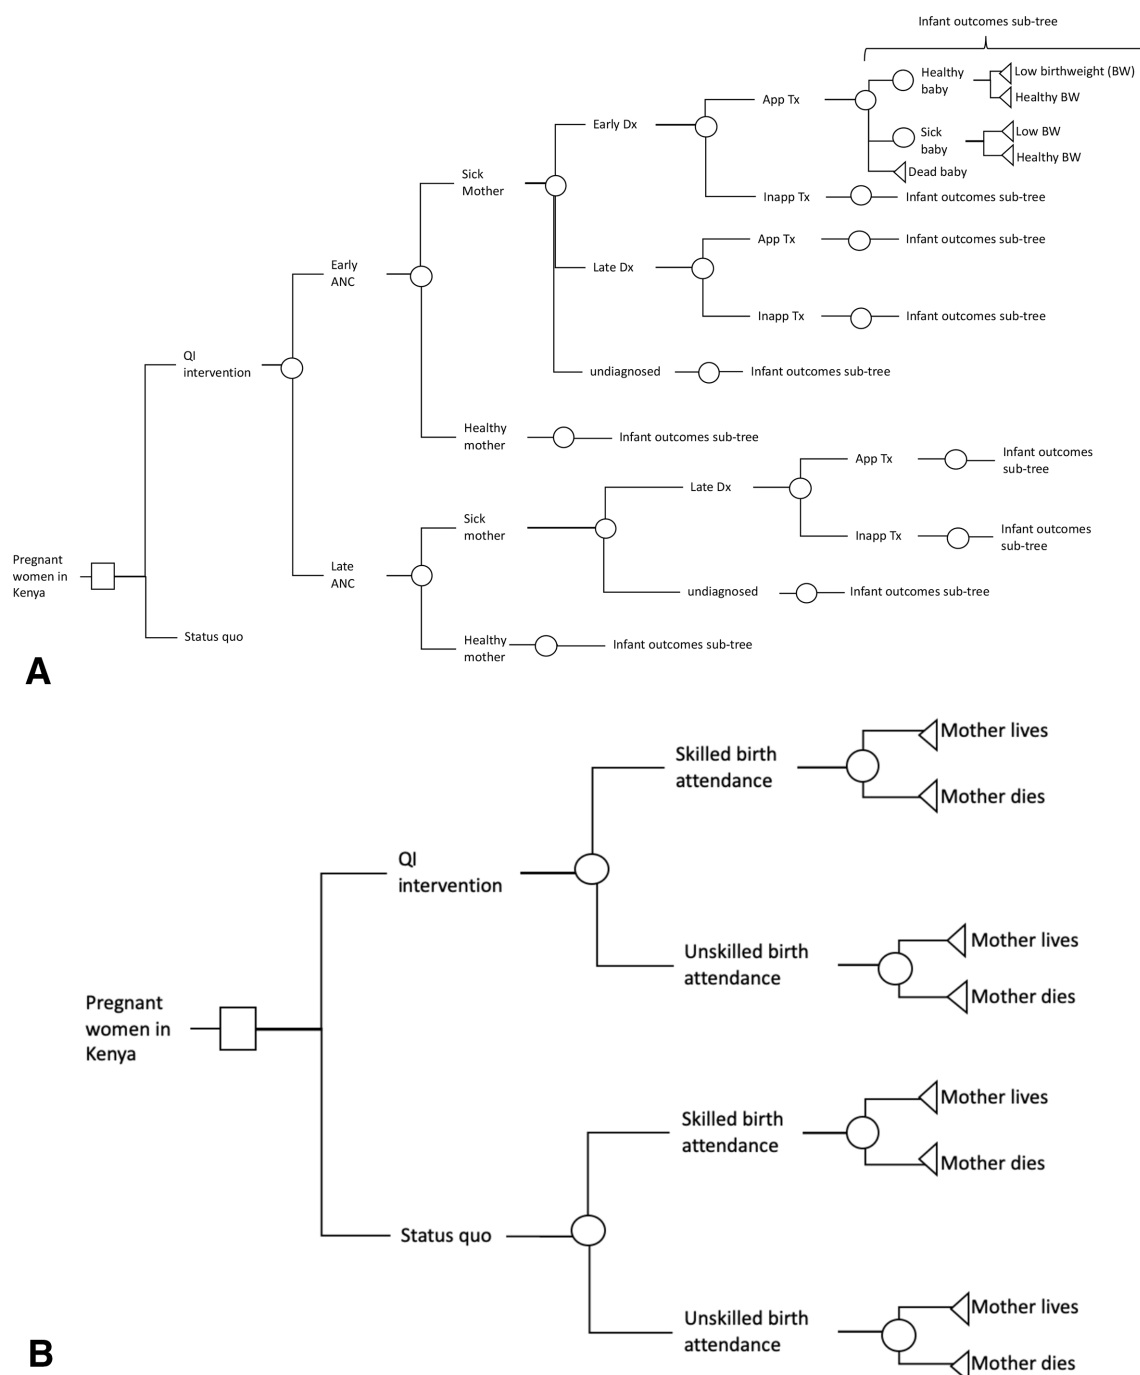 Infant outcomes sub-tree
Healthy
baby
Low birthweight (BW)
Healthy BW
App Tx
Early Dx
Sick
baby
Low BW
Healthy BW
Dead baby
Sick
Mother
Inapp Tx
Infant outcomes sub-tree
App Tx
Infant outcomes sub-tree
Early
ANC
Late Dx
Inapp Tx
Infant outcomes sub-tree
QI
intervention
undiagnosed
Infant outcomes sub-tree
Healthy
mother
Infant outcomes sub-tree
App Tx
Infant outcomes
sub-tree
Late Dx
Sick
mother
Inapp Tx
Infant outcomes
sub-tree
Pregnant
women in
Kenya
Late
ANC
undiagnosed
Infant outcomes sub-tree
Status quo
Healthy
mother
Infant outcomes sub-tree
A
Mother lives
Skilled birth
attendance
Mother dies
QI
intervention
Mother lives
Unskilled birth
attendance
Mother dies
Pregnant
women in
Kenya
Mother lives
Skilled birth
attendance
Mother dies
Status quo
Mother lives
Unskilled birth
attendance
Mother dies
B